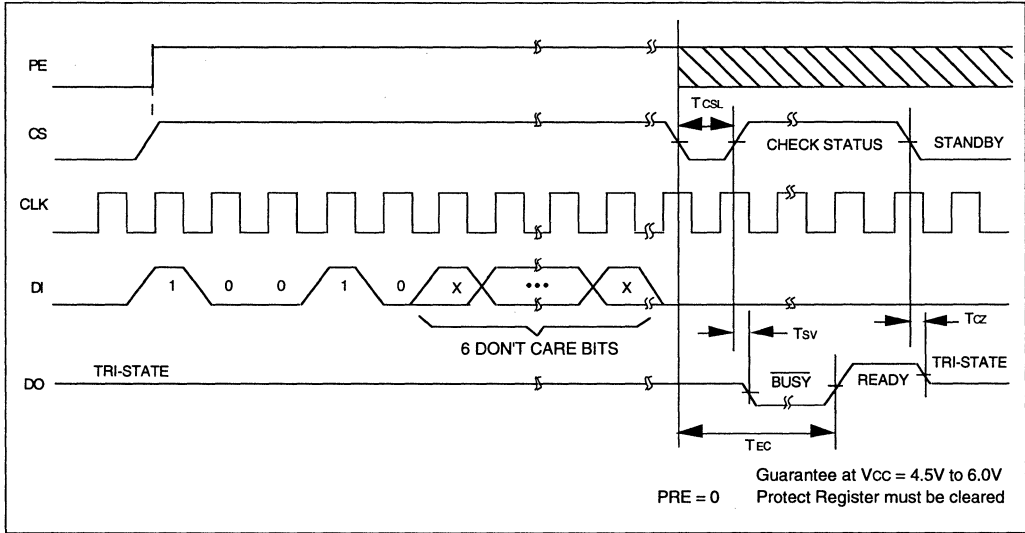 PE
TCSL
CS
CHECK STATUS
STANDBY
CLK
DI
1 0 0 1 0 X ••• X
6 DON'T CARE BITS
TSV
TCZ
DO
TRI-STATE
BUSY
READY
TRI-STATE
TEC
Guarantee at VCC = 4.5V to 6.0V
PRE = 0 Protect Register must be cleared